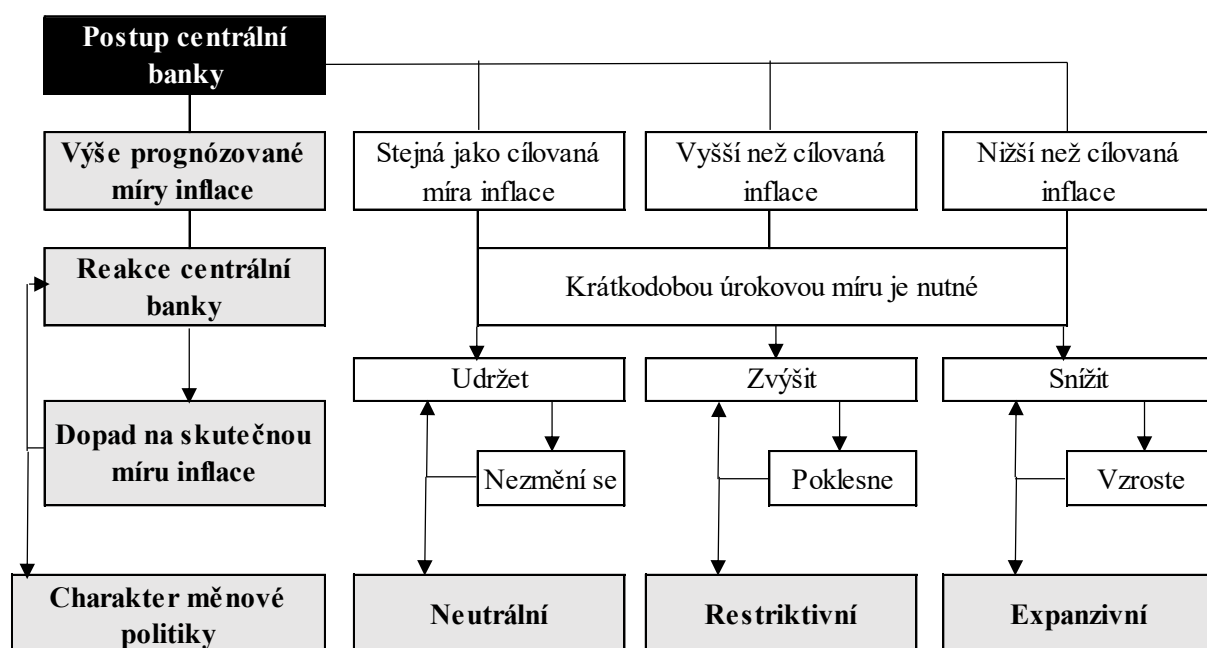 Postup centrální
banky
Výše prognózované
míry inflace
Stejná jako cílovaná
míra inflace
Vyšší než cílovaná
inflace
Nižší než cílovaná
inflace
Reakce centrální
banky
Krátkodobou úrokovou míru je nutné
Udržet
Zvýšit
Snížit
Dopad na skutečnou
míru inflace
Nezmění se
Poklesne
Vzroste
Charakter měnové
politiky
Neutrální
Restriktivní
Expanzivní